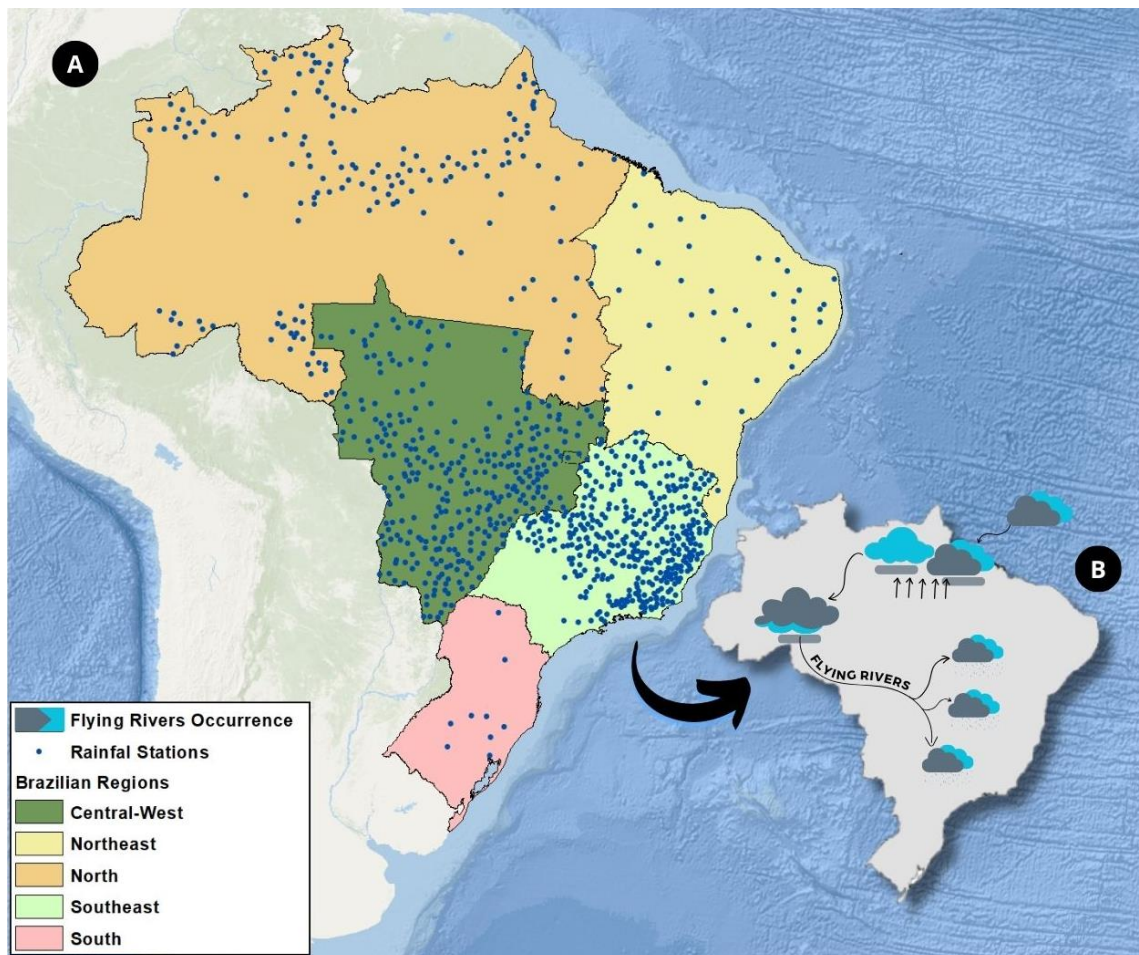 A
B
FLYING RIVERS
Flying Rivers Occurrence
Rainfal Stations
Brazilian Regions
Central-West
Northeast
North
Southeast
South